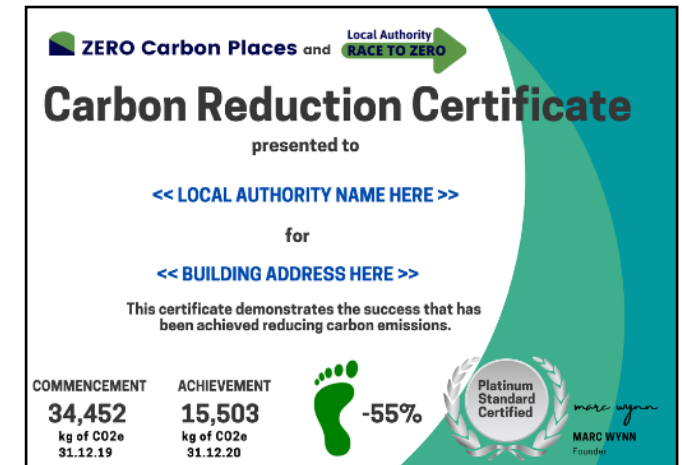 ZERO Carbon Places and Local Authority
RACE TO ZERO
Carbon Reduction Certificate
presented to
<< LOCAL AUTHORITY NAME HERE >>
for
<< BUILDING ADDRESS HERE >>
This certificate demonstrates the success that has
been achieved reducing carbon emissions.
COMMENCEMENT
34,452
kg of CO2e
31.12.19
ACHIEVEMENT
15,503
kg of CO2e
31.12.20
-55%
Platinum
Standard
Certified
marc wynn
MARC WYNN
Founder